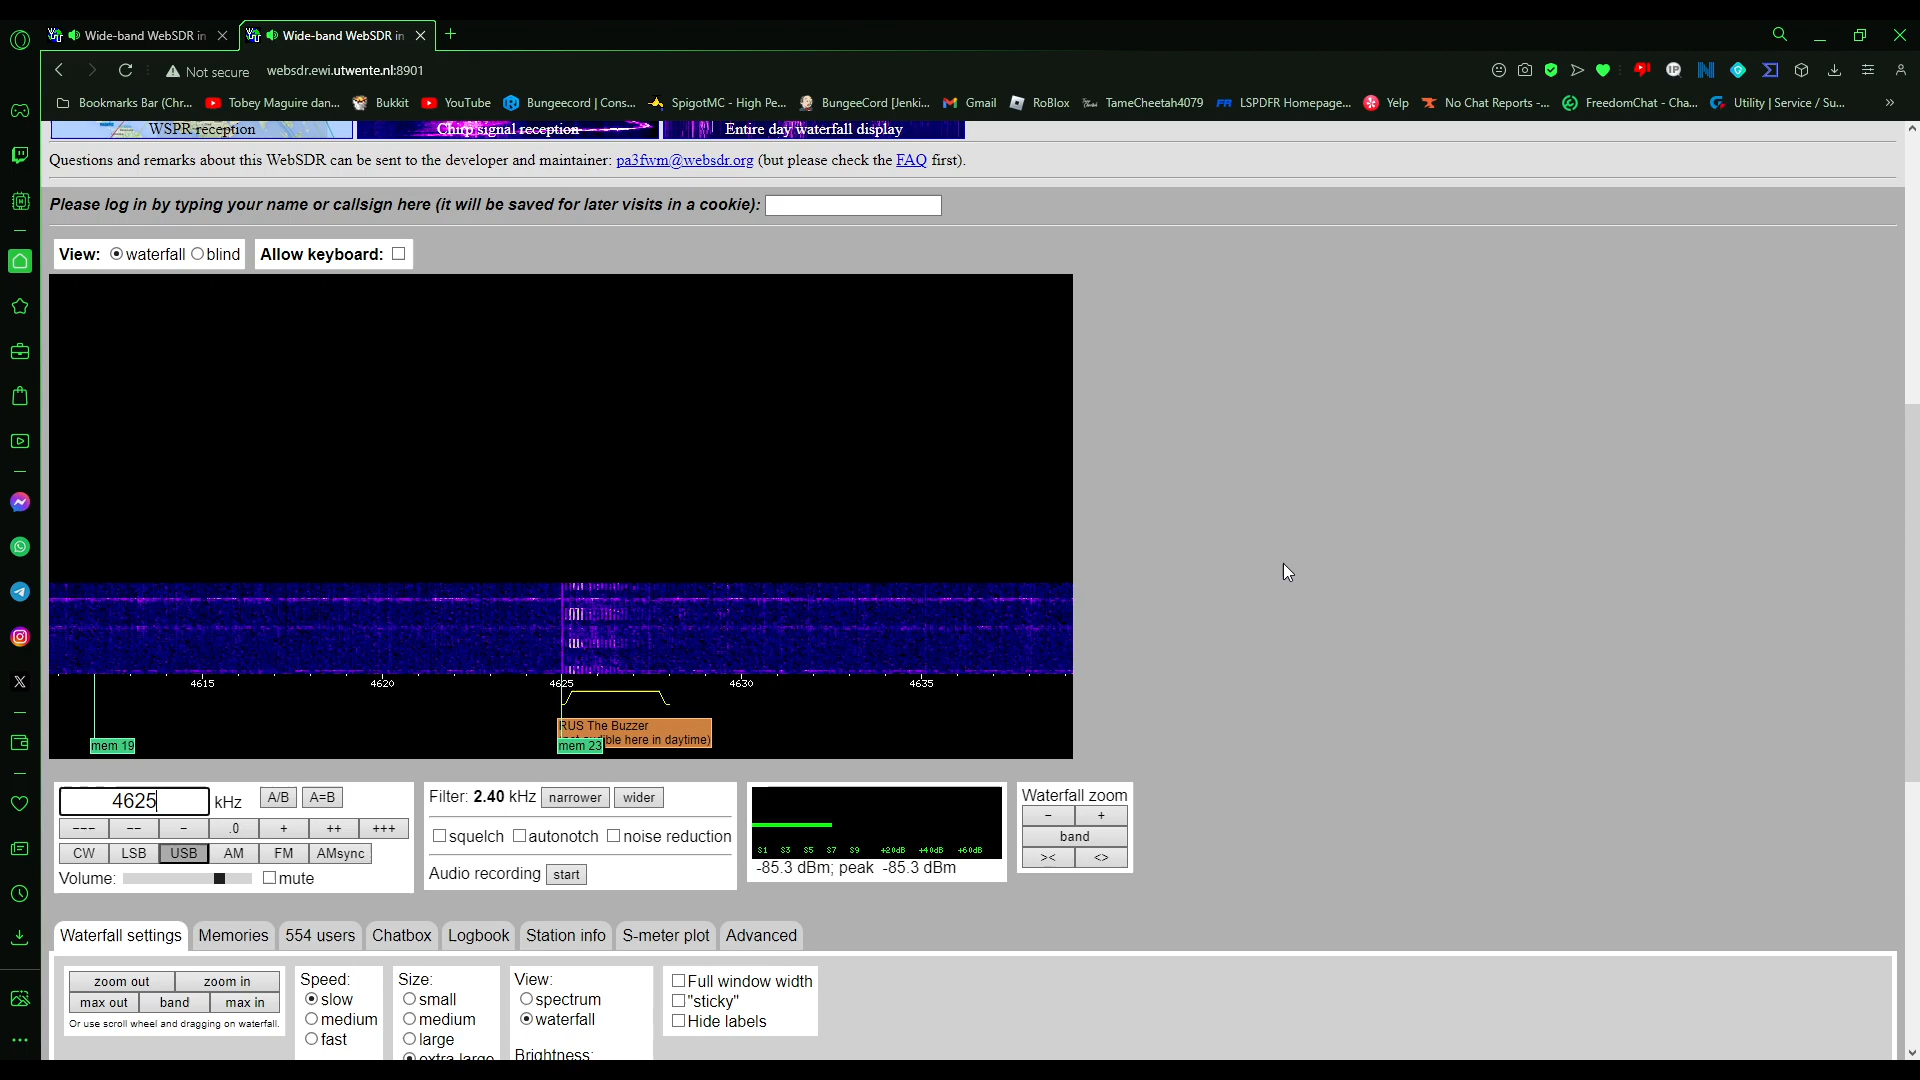 Wide-band WebSDR in
Wide-band WebSDR in
Not secure
websdr.ewi.utwente.nl:8901
Bookmarks Bar (Chr...
Tobey Maguire dan...
Bukkit
YouTube
Bungeecord | Cons...
SpigotMC - High Pe...
BungeeCord [Jenki...
Gmail
RoBlox
TameCheetah4079
LSPDFR Homepage...
Yelp
No Chat Reports -...
FreedomChat - Cha...
Utility | Service / Su...
WSPR reception
Chirp signal reception
Entire day waterfall display
Questions and remarks about this WebSDR can be sent to the developer and maintainer: pa3fwm@websdr.org (but please check the FAQ first).
Please log in by typing your name or callsign here (it will be saved for later visits in a cookie):
View: waterfall blind
Allow keyboard:
4615
4620
4625
4630
4635
RUS The Buzzer
ible here in daytime)
mem 19
mem 23
4625 kHz A/B A=B
--- -- - .0 + ++ +++
CW LSB USB AM FM AMsync
Volume: mute
Filter: 2.40 kHz narrower wider
squelch autonotch noise reduction
Audio recording start
S1 S3 S5 S7 S9 +20dB +40dB +60dB
-85.3 dBm; peak -85.3 dBm
Waterfall zoom
- +
band
>< <>
Waterfall settings
Memories
554 users
Chatbox
Logbook
Station info
S-meter plot
Advanced
zoom out zoom in
max out band max in
Or use scroll wheel and dragging on waterfall.
Speed:
slow
medium
fast
Size:
small
medium
large
extra large
View:
spectrum
waterfall
Brightness:
Full window width
"sticky"
Hide labels